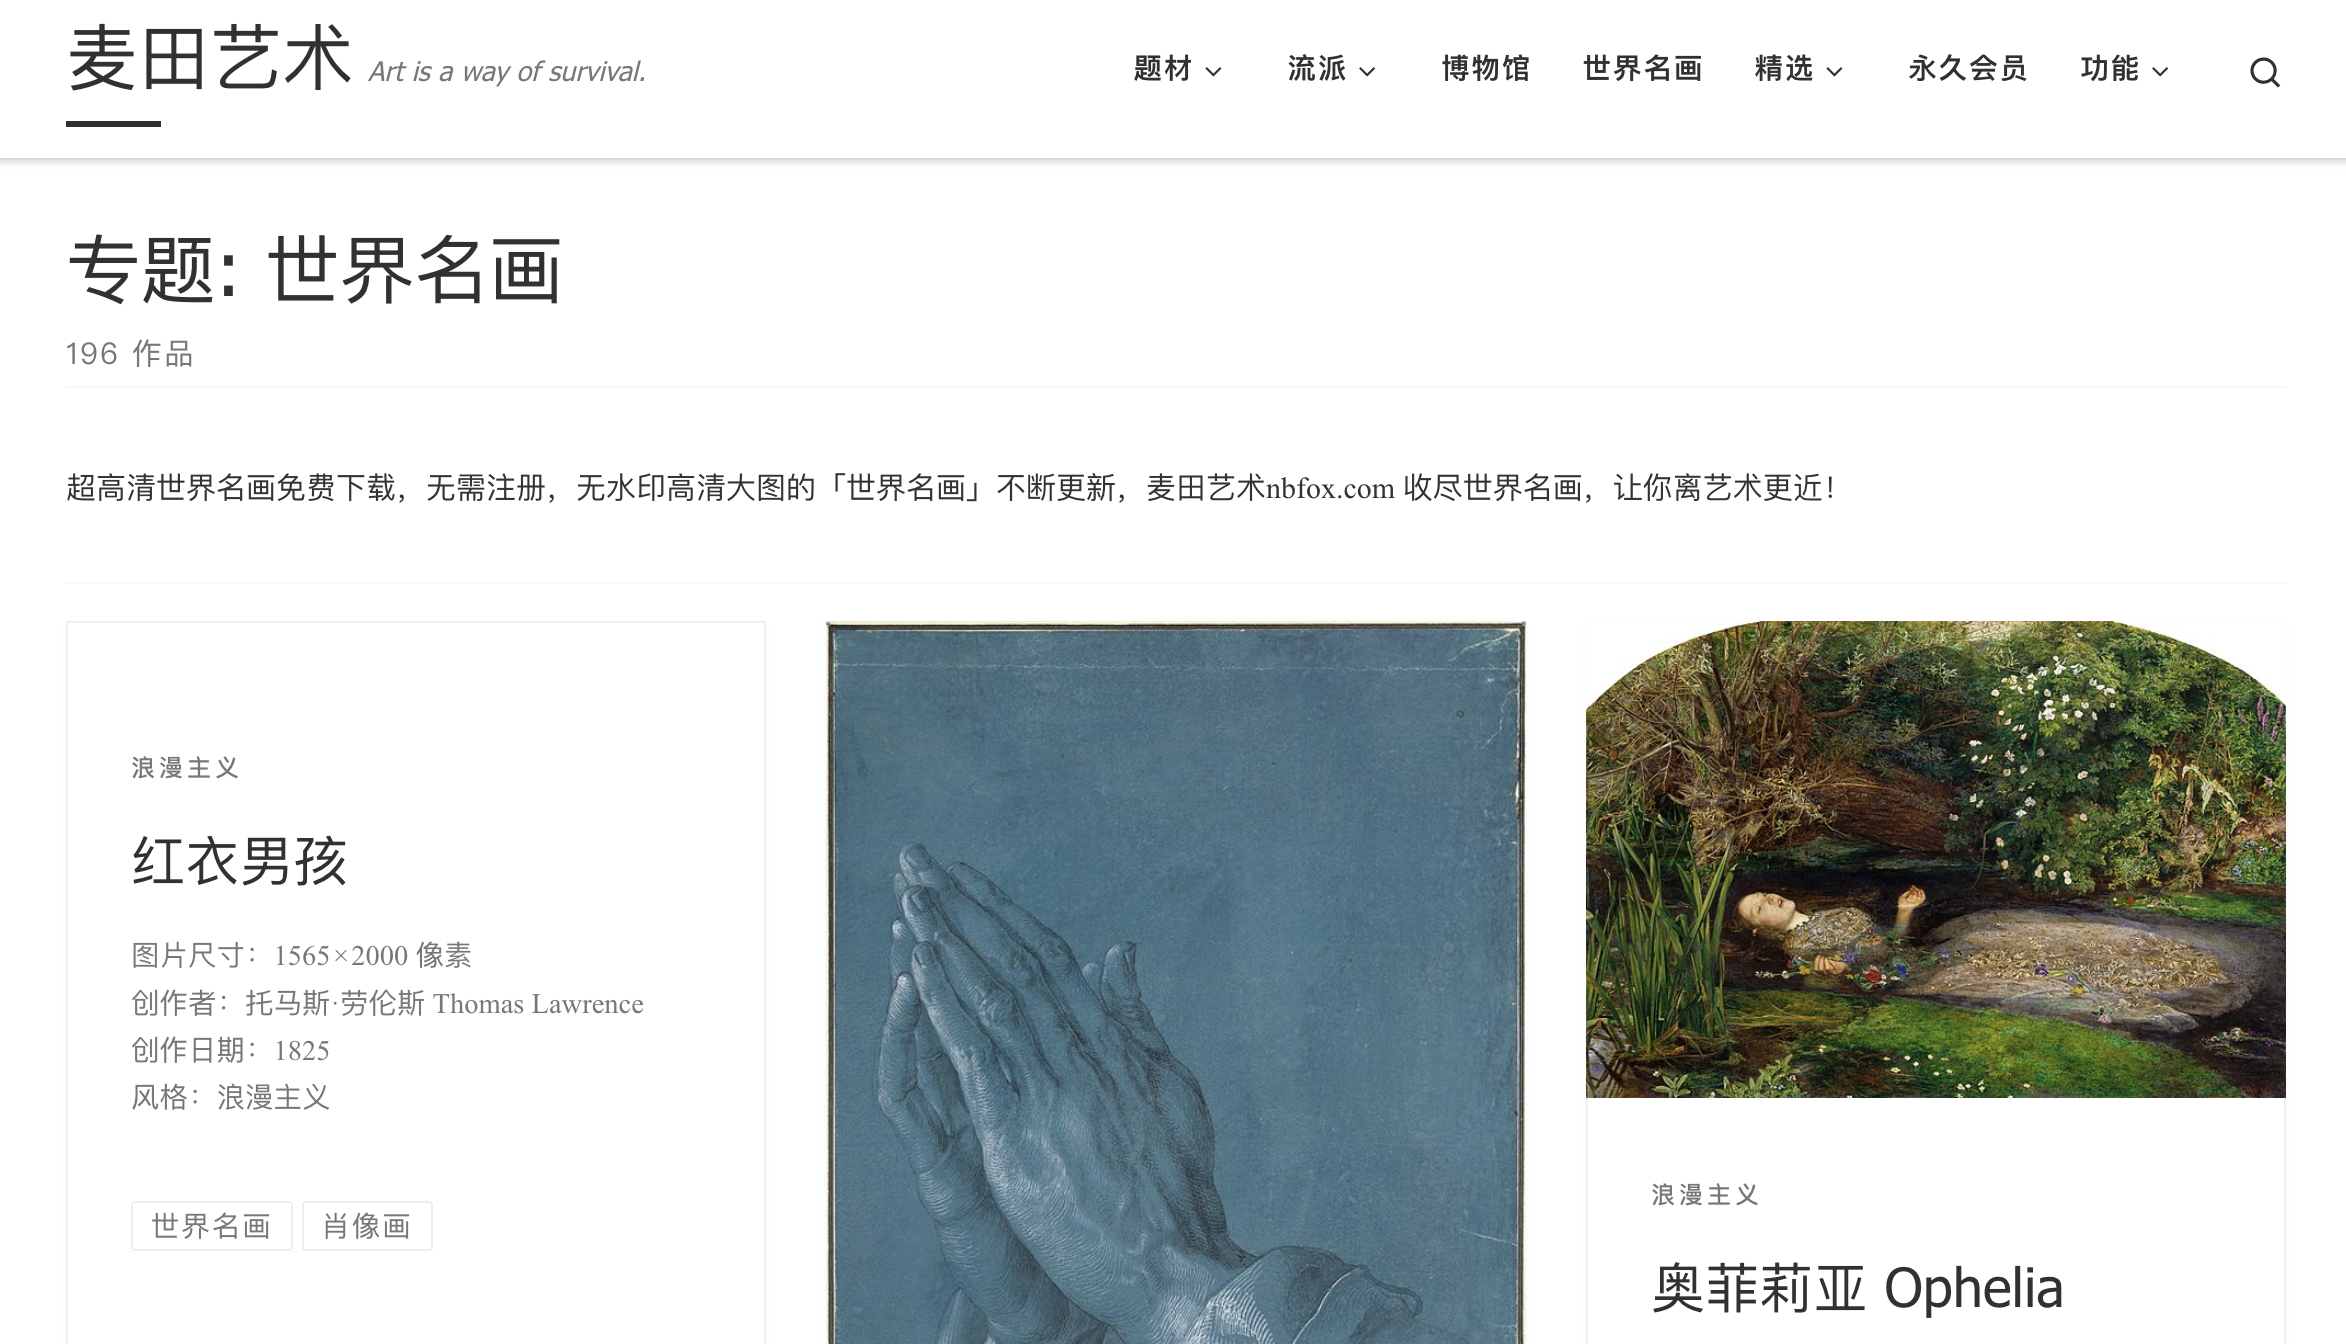 麦田艺术 Art is a way of survival.
题材 流派 博物馆 世界名画 精选 永久会员 功能
专题: 世界名画
196 作品
超高清世界名画免费下载，无需注册，无水印高清大图的「世界名画」不断更新，麦田艺术nbfox.com 收尽世界名画，让你离艺术更近！
浪漫主义
红衣男孩
图片尺寸：1565×2000 像素
创作者：托马斯·劳伦斯 Thomas Lawrence
创作日期：1825
风格：浪漫主义
世界名画 肖像画
浪漫主义
奥菲莉亚 Ophelia